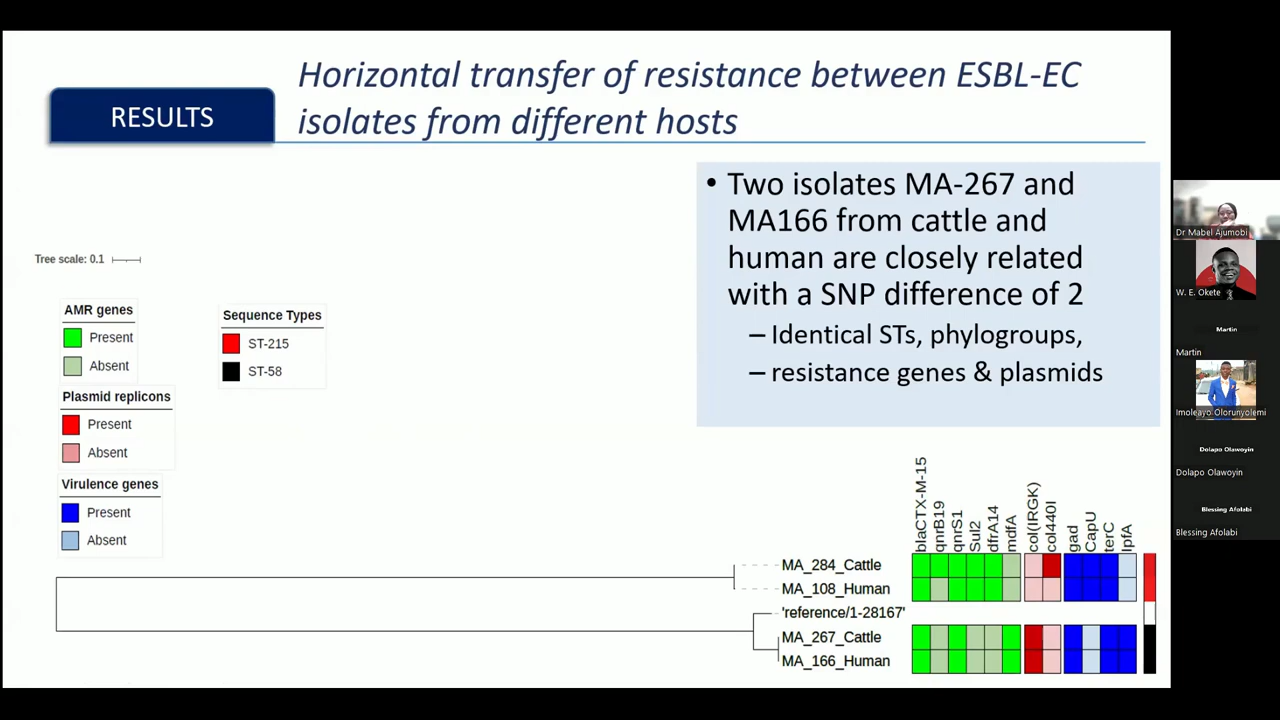 RESULTS
Horizontal transfer of resistance between ESBL-EC
isolates from different hosts
• Two isolates MA-267 and
MA166 from cattle and
human are closely related
with a SNP difference of 2
– Identical STs, phylogroups,
– resistance genes & plasmids
Tree scale: 0.1
AMR genes
Present
Absent
Plasmid replicons
Present
Absent
Virulence genes
Present
Absent
Sequence Types
ST-215
ST-58
blaCTX-M-15
qnrB19
qnrS1
Sul2
dfrA14
mdfA
col(IRGK)
col440I
gad
CapU
terC
lpfA
MA_284_Cattle
MA_108_Human
'reference/1-28167'
MA_267_Cattle
MA_166_Human
Dr Mabel Ajumobi
W. E. Okete
Martin
Martin
Imoleayo Olorunyolemi
Dolapo Olawoyin
Dolapo Olawoyin
Blessing Afolabi
Blessing Afolabi